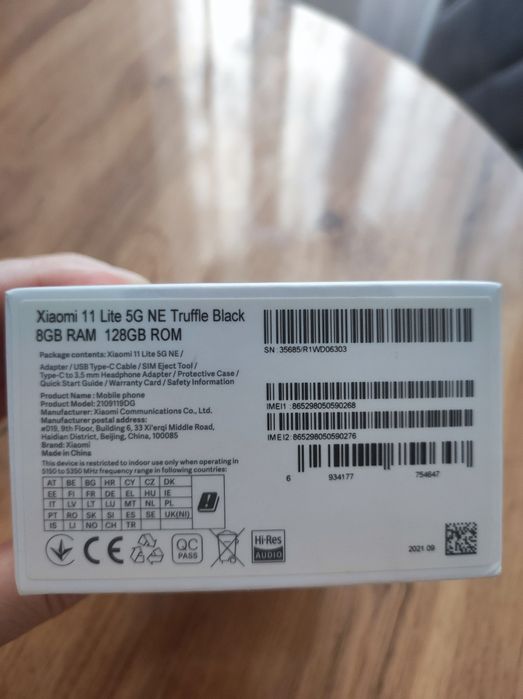 Xiaomi 11 Lite 5G NE Truffle Black
8GB RAM 128GB ROM
Package contents: Xiaomi 11 Lite 5G NE /
Adapter / USB Type-C Cable / SIM Eject Tool /
Type-C to 3.5 mm Headphone Adapter / Protective Case /
Quick Start Guide / Warranty Card / Safety Information
Product Name : Mobile phone
Product Model: 2109119DG
Manufacturer: Xiaomi Communications Co., Ltd.
Manufacturer postal address:
#019, 9th Floor, Building 6, 33 Xi'erqi Middle Road,
Haidian District, Beijing, China, 100085
Brand: Xiaomi
Made in China
This device is restricted to indoor use only when operating in
5150 to 5350 MHz frequency range in following countries:
AT BE BG HR CY CZ DK
EE FI FR DE EL HU IE
IT LV LT LU MT NL PL
PT RO SK SI ES SE UK(NI)
IS LI NO CH TR
CE
QC
PASS
Hi-Res
AUDIO
SN :35685/R1WD06303
IMEI1 :865298050590268
IMEI2:865298050590276
6 934177 754647
2021.09